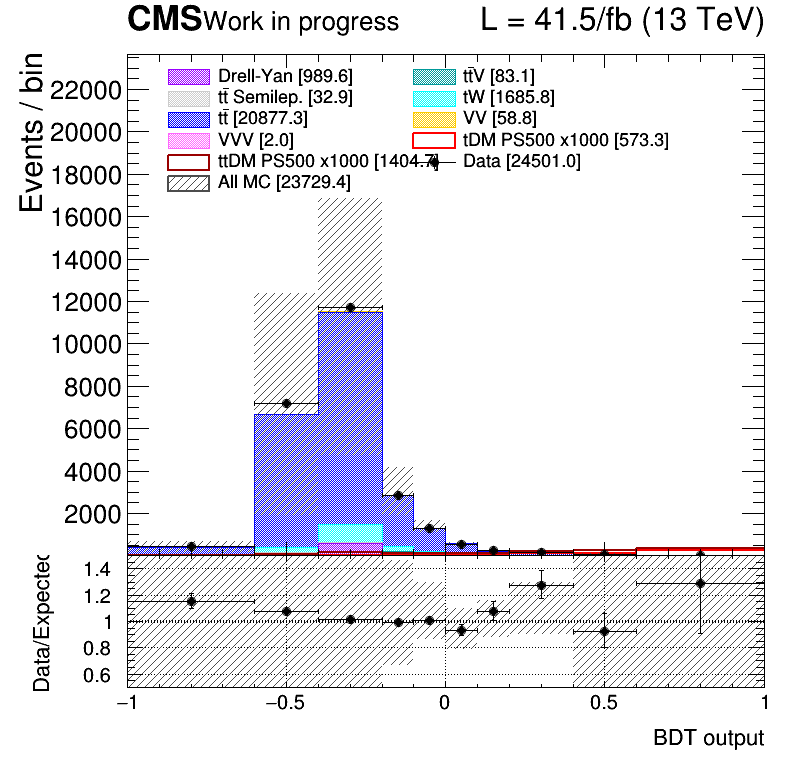 CMS Work in progress L = 41.5/fb (13 TeV)
Events / bin
Drell-Yan [989.6] tt̄V [83.1]
tt̄ Semilep. [32.9] tW [1685.8]
tt̄ [20877.3] VV [58.8]
VVV [2.0] tDM PS500 x1000 [573.3]
ttDM PS500 x1000 [1404.7] Data [24501.0]
All MC [23729.4]
22000
20000
18000
16000
14000
12000
10000
8000
6000
4000
2000
Data/Expected
1.4
1.2
1
0.8
0.6
−1 −0.5 0 0.5 1
BDT output